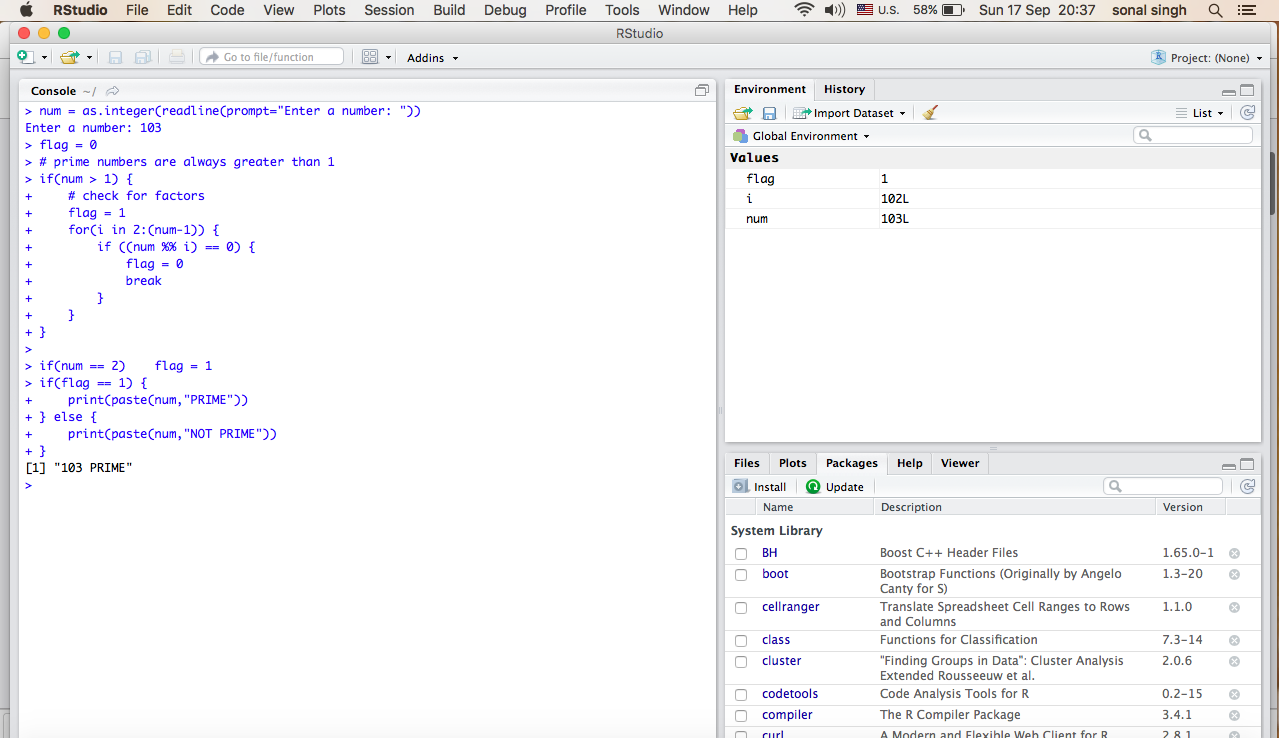 RStudio File Edit Code View Plots Session Build Debug Profile Tools Window Help U.S. 58% Sun 17 Sep 20:37 sonal singh
RStudio
Go to file/function Addins Project: (None)
Console ~/
> num = as.integer(readline(prompt="Enter a number: "))
Enter a number: 103
> flag = 0
> # prime numbers are always greater than 1
> if(num > 1) {
+     # check for factors
+     flag = 1
+     for(i in 2:(num-1)) {
+         if ((num %% i) == 0) {
+             flag = 0
+             break
+         }
+     }
+ }
>
> if(num == 2)    flag = 1
> if(flag == 1) {
+     print(paste(num,"PRIME"))
+ } else {
+     print(paste(num,"NOT PRIME"))
+ }
[1] "103 PRIME"
>
Environment History
Import Dataset List
Global Environment
Values
flag 1
i 102L
num 103L
Files Plots Packages Help Viewer
Install Update
Name Description Version
System Library
BH Boost C++ Header Files 1.65.0-1
boot Bootstrap Functions (Originally by Angelo 1.3-20
Canty for S)
cellranger Translate Spreadsheet Cell Ranges to Rows 1.1.0
and Columns
class Functions for Classification 7.3-14
cluster "Finding Groups in Data": Cluster Analysis 2.0.6
Extended Rousseeuw et al.
codetools Code Analysis Tools for R 0.2-15
compiler The R Compiler Package 3.4.1
curl A Modern and Flexible Web Client for R 2.8.1